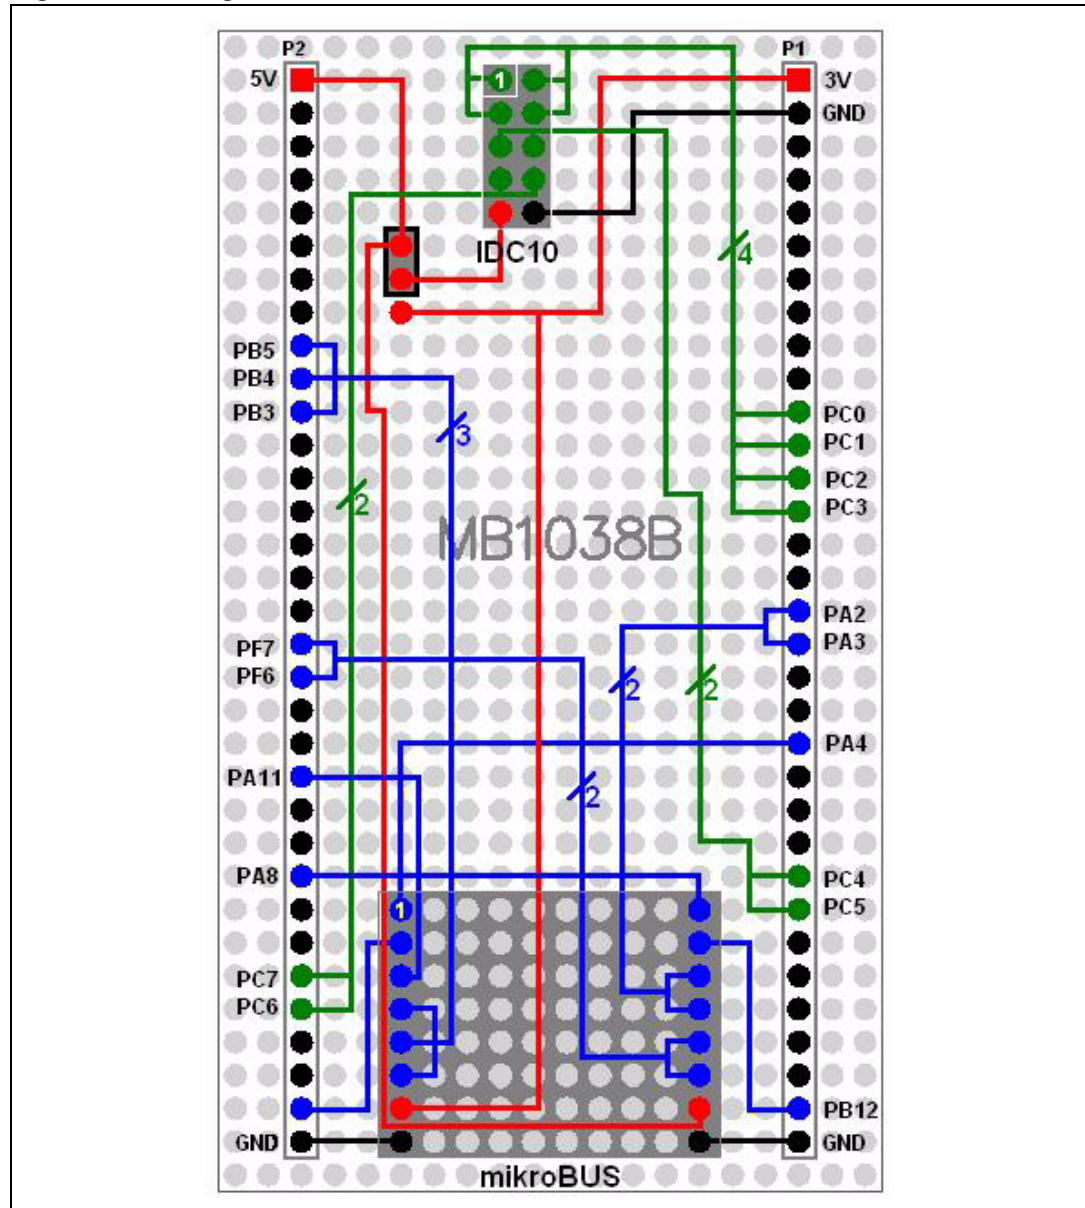 P2
P1
5V
1
3V
GND
IDC10
4
PB5
PB4
PB3
3
PC0
PC1
PC2
PC3
2
MB1038B
PA2
PA3
PF7
PF6
2
2
PA4
PA11
2
PA8
PC4
PC5
1
PC7
PC6
PB12
GND
GND
mikroBUS